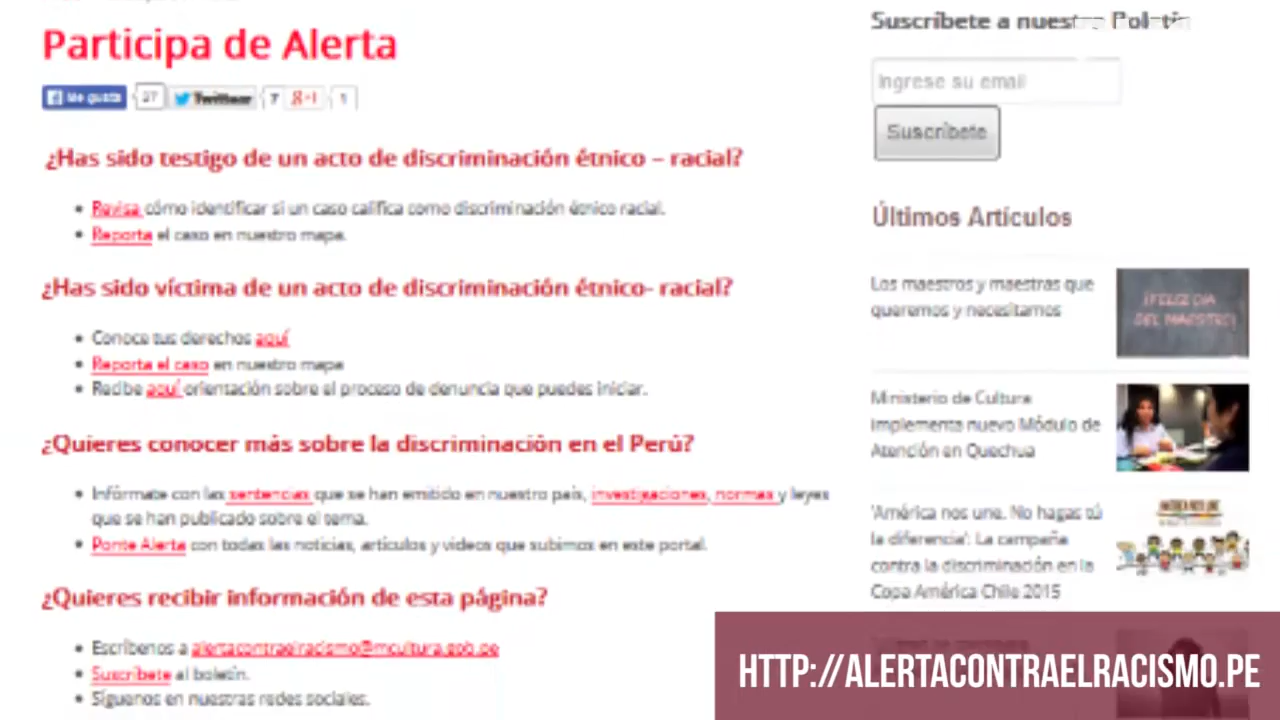 Participa de Alerta
Me gusta 27 Twittear 7 g+1 1
¿Has sido testigo de un acto de discriminación étnico – racial?
Revisa cómo identificar si un caso califica como discriminación étnico racial.
Reporta el caso en nuestro mapa.
¿Has sido víctima de un acto de discriminación étnico- racial?
Conoce tus derechos aquí
Reporta el caso en nuestro mapa
Recibe aquí orientación sobre el proceso de denuncia que puedes iniciar.
¿Quieres conocer más sobre la discriminación en el Perú?
Infórmate con las sentencias que se han emitido en nuestro país, investigaciones, normas y leyes
que se han publicado sobre el tema.
Ponte Alerta con todas las noticias, artículos y videos que subimos en este portal.
¿Quieres recibir información de esta página?
Escríbenos a alertacontraelracismo@mcultura.gob.pe
Suscríbete al boletín.
Síguenos en nuestras redes sociales.
Suscríbete a nuestro Boletín
Ingrese su email
Suscríbete
Últimos Artículos
Los maestros y maestras que
queremos y necesitamos
¡FELIZ DIA
DEL MAESTRO!
Ministerio de Cultura
implementa nuevo Módulo de
Atención en Quechua
'América nos une. No hagas tú
la diferencia': La campaña
contra la discriminación en la
Copa América Chile 2015
AMÉRICA NOS UNE
HTTP://ALERTACONTRAELRACISMO.PE